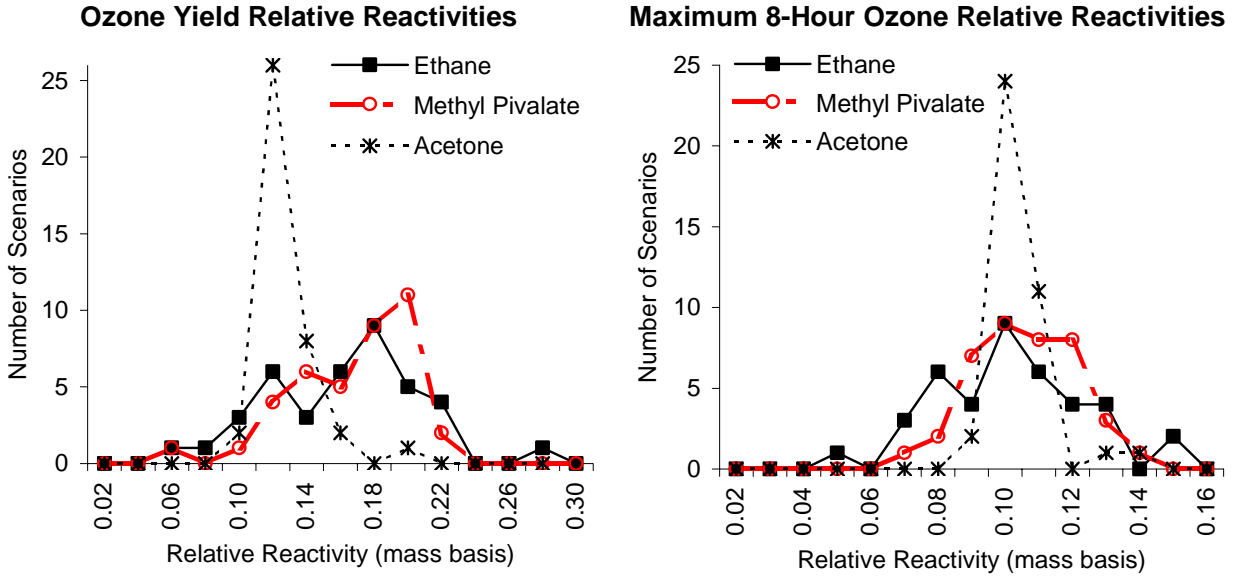 Ozone Yield Relative Reactivities
Ethane
Methyl Pivalate
Acetone
25
20
15
10
5
0
Number of Scenarios
0.02
0.06
0.10
0.14
0.18
0.22
0.26
0.30
Relative Reactivity (mass basis)
Maximum 8-Hour Ozone Relative Reactivities
Ethane
Methyl Pivalate
Acetone
25
20
15
10
5
0
Number of Scenarios
0.02
0.04
0.06
0.08
0.10
0.12
0.14
0.16
Relative Reactivity (mass basis)